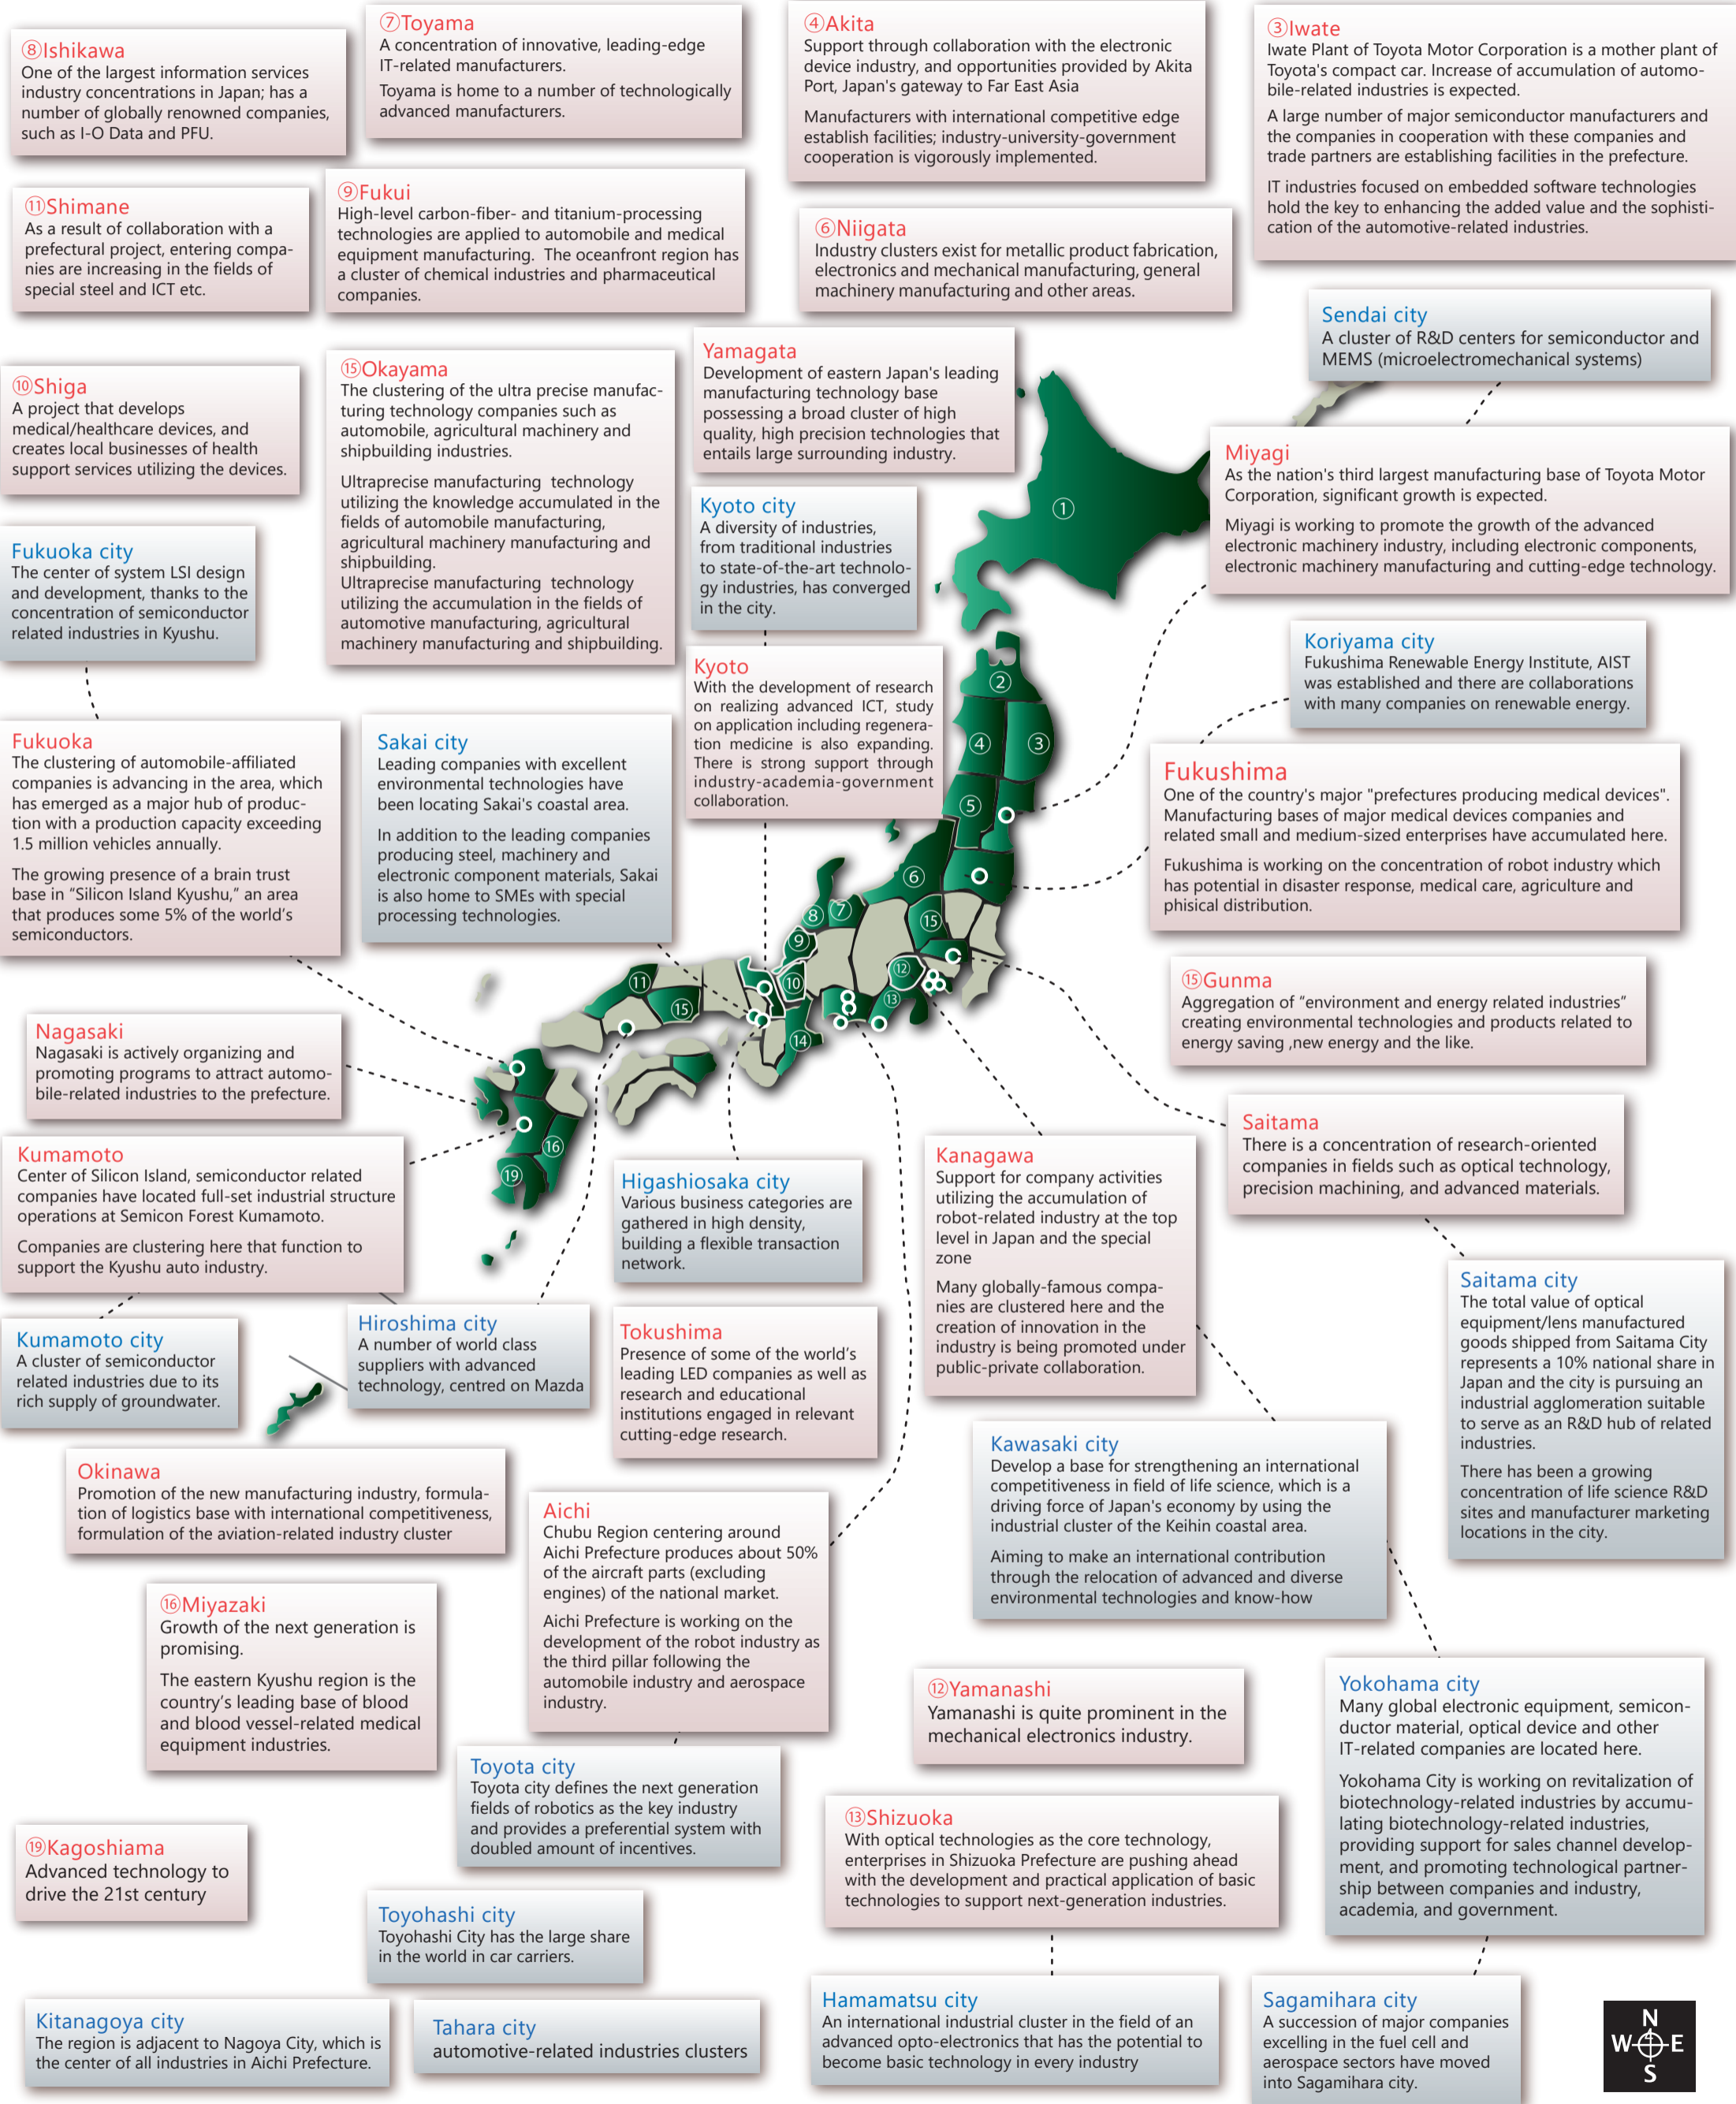 ⑧Ishikawa
One of the largest information services
industry concentrations in Japan; has a
number of globally renowned companies,
such as I-O Data and PFU.
⑦Toyama
A concentration of innovative, leading-edge
IT-related manufacturers.
Toyama is home to a number of technologically
advanced manufacturers.
④Akita
Support through collaboration with the electronic
device industry, and opportunities provided by Akita
Port, Japan's gateway to Far East Asia
Manufacturers with international competitive edge
establish facilities; industry-university-government
cooperation is vigorously implemented.
③Iwate
Iwate Plant of Toyota Motor Corporation is a mother plant of
Toyota's compact car. Increase of accumulation of automo-
bile-related industries is expected.
A large number of major semiconductor manufacturers and
the companies in cooperation with these companies and
trade partners are establishing facilities in the prefecture.
IT industries focused on embedded software technologies
hold the key to enhancing the added value and the sophisti-
cation of the automotive-related industries.
⑪Shimane
As a result of collaboration with a
prefectural project, entering compa-
nies are increasing in the fields of
special steel and ICT etc.
⑨Fukui
High-level carbon-fiber- and titanium-processing
technologies are applied to automobile and medical
equipment manufacturing. The oceanfront region has
a cluster of chemical industries and pharmaceutical
companies.
⑥Niigata
Industry clusters exist for metallic product fabrication,
electronics and mechanical manufacturing, general
machinery manufacturing and other areas.
Sendai city
A cluster of R&D centers for semiconductor and
MEMS (microelectromechanical systems)
⑩Shiga
A project that develops
medical/healthcare devices, and
creates local businesses of health
support services utilizing the devices.
⑮Okayama
The clustering of the ultra precise manufac-
turing technology companies such as
automobile, agricultural machinery and
shipbuilding industries.
Ultraprecise manufacturing technology
utilizing the knowledge accumulated in the
fields of automobile manufacturing,
agricultural machinery manufacturing and
shipbuilding.
Ultraprecise manufacturing technology
utilizing the accumulation in the fields of
automotive manufacturing, agricultural
machinery manufacturing and shipbuilding.
Yamagata
Development of eastern Japan's leading
manufacturing technology base
possessing a broad cluster of high
quality, high precision technologies that
entails large surrounding industry.
Miyagi
As the nation's third largest manufacturing base of Toyota Motor
Corporation, significant growth is expected.
Miyagi is working to promote the growth of the advanced
electronic machinery industry, including electronic components,
electronic machinery manufacturing and cutting-edge technology.
Kyoto city
A diversity of industries,
from traditional industries
to state-of-the-art technolo-
gy industries, has converged
in the city.
Fukuoka city
The center of system LSI design
and development, thanks to the
concentration of semiconductor
related industries in Kyushu.
Koriyama city
Fukushima Renewable Energy Institute, AIST
was established and there are collaborations
with many companies on renewable energy.
Kyoto
With the development of research
on realizing advanced ICT, study
on application including regenera-
tion medicine is also expanding.
There is strong support through
industry-academia-government
collaboration.
Fukuoka
The clustering of automobile-affiliated
companies is advancing in the area, which
has emerged as a major hub of produc-
tion with a production capacity exceeding
1.5 million vehicles annually.
The growing presence of a brain trust
base in “Silicon Island Kyushu,” an area
that produces some 5% of the world’s
semiconductors.
Sakai city
Leading companies with excellent
environmental technologies have
been locating Sakai's coastal area.
In addition to the leading companies
producing steel, machinery and
electronic component materials, Sakai
is also home to SMEs with special
processing technologies.
Fukushima
One of the country's major "prefectures producing medical devices".
Manufacturing bases of major medical devices companies and
related small and medium-sized enterprises have accumulated here.
Fukushima is working on the concentration of robot industry which
has potential in disaster response, medical care, agriculture and
phisical distribution.
①
②
④
③
⑤
⑥
⑧
⑦
⑮
⑨
⑫
⑪
⑩
⑮
⑬
⑭
⑯
⑲
⑮Gunma
Aggregation of “environment and energy related industries”
creating environmental technologies and products related to
energy saving ,new energy and the like.
Nagasaki
Nagasaki is actively organizing and
promoting programs to attract automo-
bile-related industries to the prefecture.
Saitama
There is a concentration of research-oriented
companies in fields such as optical technology,
precision machining, and advanced materials.
Kumamoto
Center of Silicon Island, semiconductor related
companies have located full-set industrial structure
operations at Semicon Forest Kumamoto.
Companies are clustering here that function to
support the Kyushu auto industry.
Higashiosaka city
Various business categories are
gathered in high density,
building a flexible transaction
network.
Kanagawa
Support for company activities
utilizing the accumulation of
robot-related industry at the top
level in Japan and the special
zone
Many globally-famous compa-
nies are clustered here and the
creation of innovation in the
industry is being promoted under
public-private collaboration.
Saitama city
The total value of optical
equipment/lens manufactured
goods shipped from Saitama City
represents a 10% national share in
Japan and the city is pursuing an
industrial agglomeration suitable
to serve as an R&D hub of related
industries.
There has been a growing
concentration of life science R&D
sites and manufacturer marketing
locations in the city.
Kumamoto city
A cluster of semiconductor
related industries due to its
rich supply of groundwater.
Hiroshima city
A number of world class
suppliers with advanced
technology, centred on Mazda
Tokushima
Presence of some of the world’s
leading LED companies as well as
research and educational
institutions engaged in relevant
cutting-edge research.
Kawasaki city
Develop a base for strengthening an international
competitiveness in field of life science, which is a
driving force of Japan's economy by using the
industrial cluster of the Keihin coastal area.
Aiming to make an international contribution
through the relocation of advanced and diverse
environmental technologies and know-how
Okinawa
Promotion of the new manufacturing industry, formula-
tion of logistics base with international competitiveness,
formulation of the aviation-related industry cluster
Aichi
Chubu Region centering around
Aichi Prefecture produces about 50%
of the aircraft parts (excluding
engines) of the national market.
Aichi Prefecture is working on the
development of the robot industry as
the third pillar following the
automobile industry and aerospace
industry.
⑯Miyazaki
Growth of the next generation is
promising.
The eastern Kyushu region is the
country’s leading base of blood
and blood vessel-related medical
equipment industries.
⑫Yamanashi
Yamanashi is quite prominent in the
mechanical electronics industry.
Yokohama city
Many global electronic equipment, semicon-
ductor material, optical device and other
IT-related companies are located here.
Yokohama City is working on revitalization of
biotechnology-related industries by accumu-
lating biotechnology-related industries,
providing support for sales channel develop-
ment, and promoting technological partner-
ship between companies and industry,
academia, and government.
Toyota city
Toyota city defines the next generation
fields of robotics as the key industry
and provides a preferential system with
doubled amount of incentives.
⑬Shizuoka
With optical technologies as the core technology,
enterprises in Shizuoka Prefecture are pushing ahead
with the development and practical application of basic
technologies to support next-generation industries.
⑲Kagoshima
Advanced technology to
drive the 21st century
Toyohashi city
Toyohashi City has the large share
in the world in car carriers.
Kitanagoya city
The region is adjacent to Nagoya City, which is
the center of all industries in Aichi Prefecture.
Tahara city
automotive-related industries clusters
Hamamatsu city
An international industrial cluster in the field of an
advanced opto-electronics that has the potential to
become basic technology in every industry
Sagamihara city
A succession of major companies
excelling in the fuel cell and
aerospace sectors have moved
into Sagamihara city.
N
W E
S